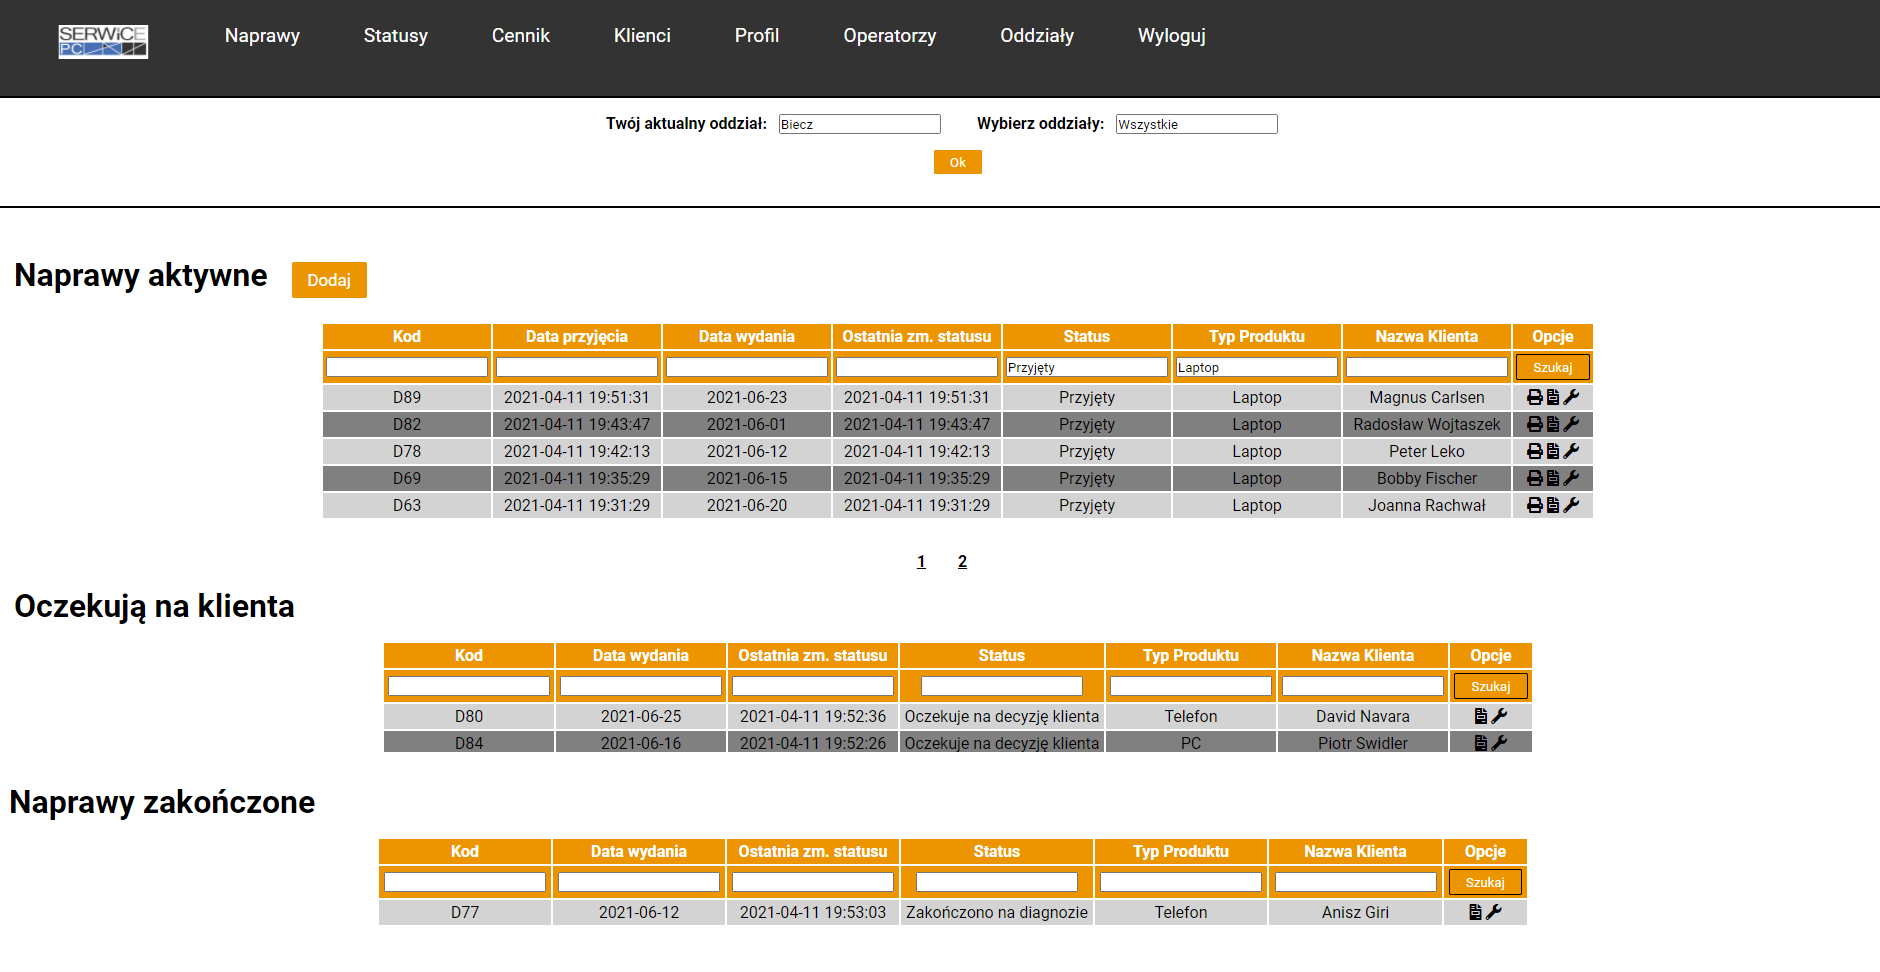 SERWiCE
PC
Naprawy Statusy Cennik Klienci Profil Operatorzy Oddziały Wyloguj
Twój aktualny oddział: Biecz Wybierz oddziały: Wszystkie
Ok
Naprawy aktywne Dodaj
Kod Data przyjęcia Data wydania Ostatnia zm. statusu Status Typ Produktu Nazwa Klienta Opcje
Przyjęty Laptop Szukaj
D89 2021-04-11 19:51:31 2021-06-23 2021-04-11 19:51:31 Przyjęty Laptop Magnus Carlsen
D82 2021-04-11 19:43:47 2021-06-01 2021-04-11 19:43:47 Przyjęty Laptop Radosław Wojtaszek
D78 2021-04-11 19:42:13 2021-06-12 2021-04-11 19:42:13 Przyjęty Laptop Peter Leko
D69 2021-04-11 19:35:29 2021-06-15 2021-04-11 19:35:29 Przyjęty Laptop Bobby Fischer
D63 2021-04-11 19:31:29 2021-06-20 2021-04-11 19:31:29 Przyjęty Laptop Joanna Rachwał
1 2
Oczekują na klienta
Kod Data wydania Ostatnia zm. statusu Status Typ Produktu Nazwa Klienta Opcje
Szukaj
D80 2021-06-25 2021-04-11 19:52:36 Oczekuje na decyzję klienta Telefon David Navara
D84 2021-06-16 2021-04-11 19:52:26 Oczekuje na decyzję klienta PC Piotr Swidler
Naprawy zakończone
Kod Data wydania Ostatnia zm. statusu Status Typ Produktu Nazwa Klienta Opcje
Szukaj
D77 2021-06-12 2021-04-11 19:53:03 Zakończono na diagnozie Telefon Anisz Giri